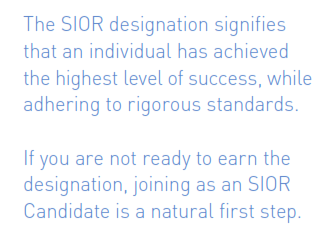 The SIOR designation signifies
that an individual has achieved
the highest level of success, while
adhering to rigorous standards.
If you are not ready to earn the
designation, joining as an SIOR
Candidate is a natural first step.